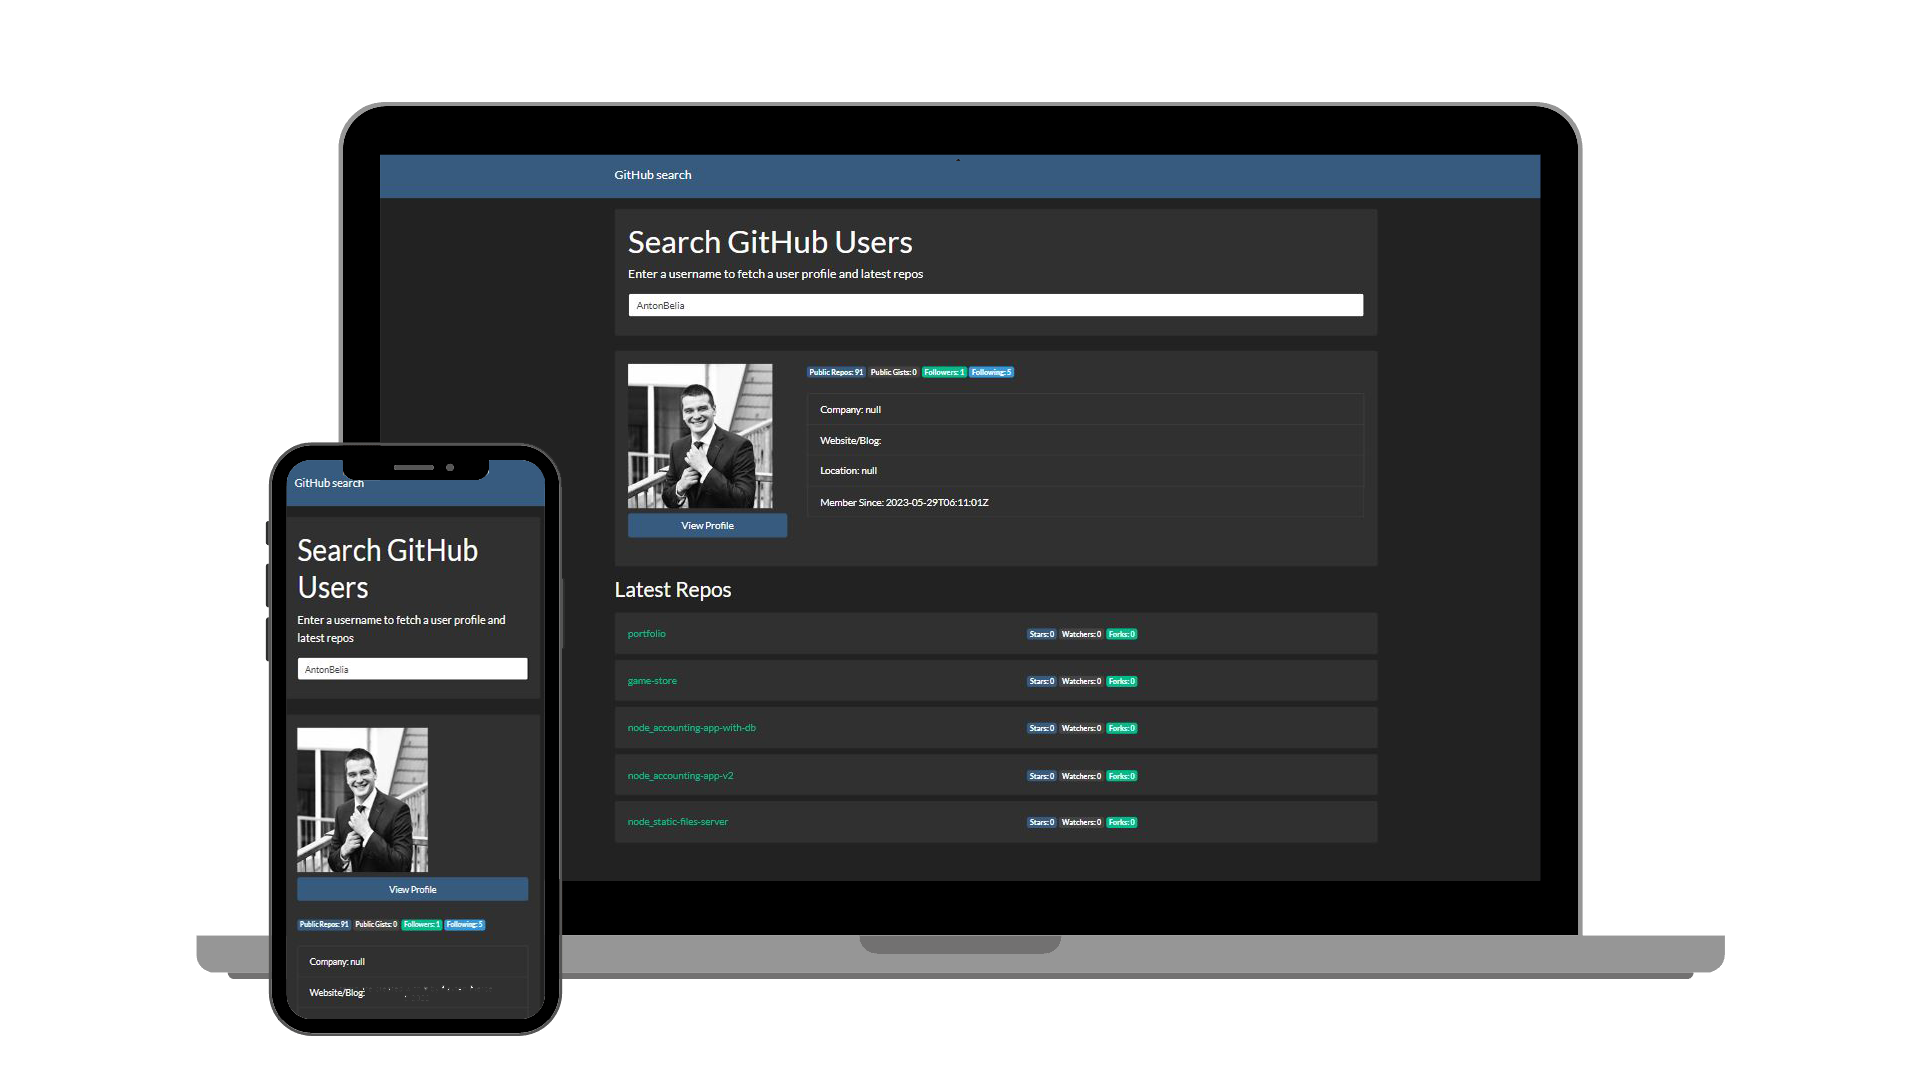 GitHub search
Search GitHub Users
Enter a username to fetch a user profile and latest repos
AntonBelia
Public Repos: 91 Public Gists: 0 Followers: 1 Following: 5
Company: null
Website/Blog:
Location: null
Member Since: 2023-05-29T06:11:01Z
View Profile
Latest Repos
portfolio Stars: 0 Watchers: 0 Forks: 0
game-store Stars: 0 Watchers: 0 Forks: 0
node_accounting-app-with-db Stars: 0 Watchers: 0 Forks: 0
node_accounting-app-v2 Stars: 0 Watchers: 0 Forks: 0
node_static-files-server Stars: 0 Watchers: 0 Forks: 0
GitHub search
Search GitHub
Users
Enter a username to fetch a user profile and
latest repos
AntonBelia
View Profile
Public Repos: 91 Public Gists: 0 Followers: 1 Following: 5
Company: null
Website/Blog: